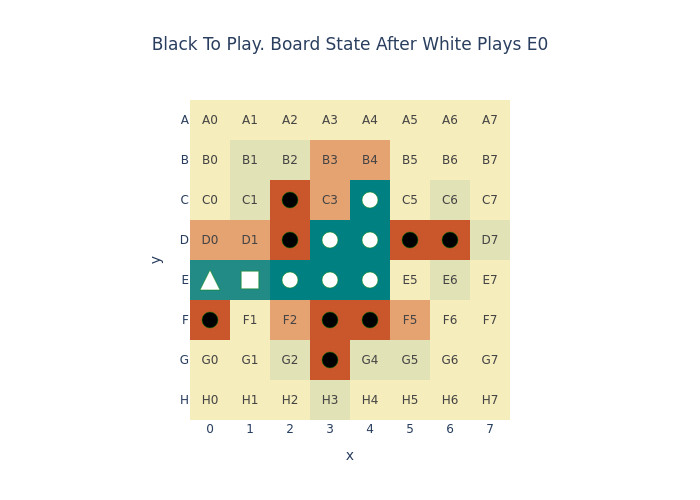 Black To Play. Board State After White Plays E0
A A0 A1 A2 A3 A4 A5 A6 A7
B B0 B1 B2 B3 B4 B5 B6 B7
C C0 C1 C3 C5 C6 C7
D D0 D1 D7
E E5 E6 E7
F F1 F2 F5 F6 F7
G G0 G1 G2 G4 G5 G6 G7
H H0 H1 H2 H3 H4 H5 H6 H7
0 1 2 3 4 5 6 7
x
y